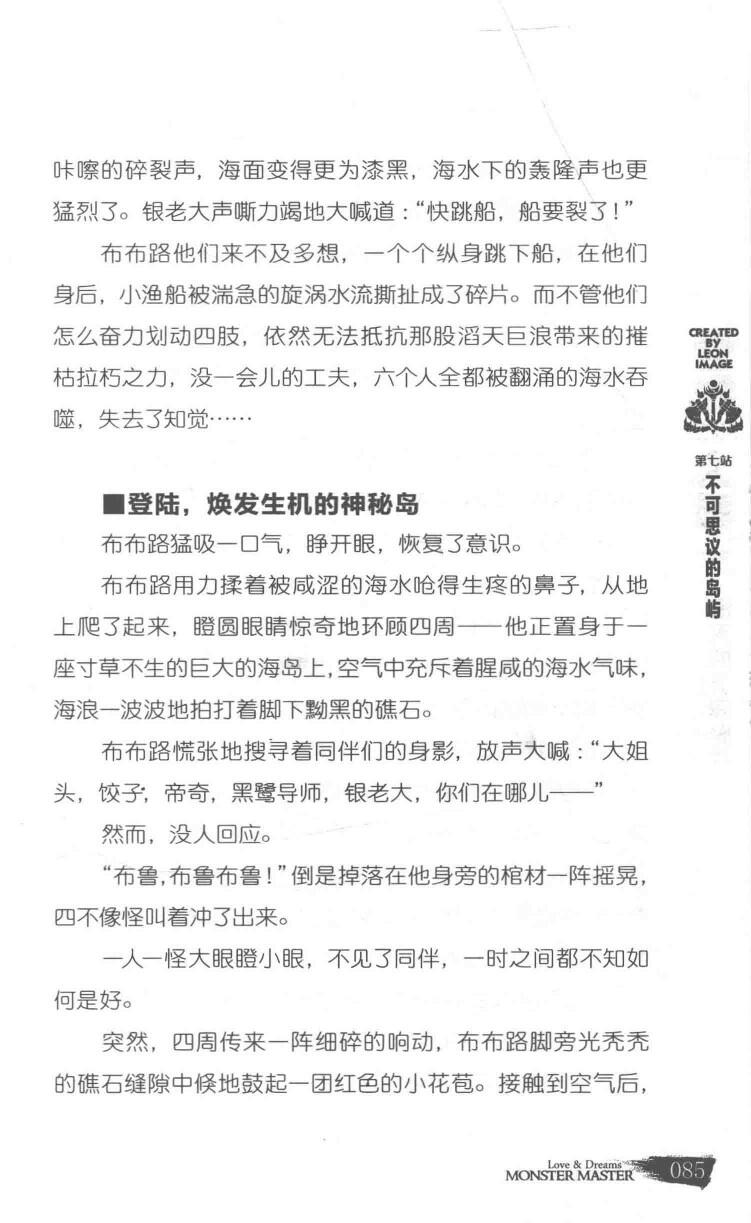 咔嚓的碎裂声，海面变得更为漆黑，海水下的轰隆声也更
猛烈了。银老大声嘶力竭地大喊道：“快跳船，船要裂了！”
布布路他们来不及多想，一个个纵身跳下船，在他们
身后，小渔船被湍急的旋涡水流撕扯成了碎片。而不管他们
怎么奋力划动四肢，依然无法抵抗那股滔天巨浪带来的摧
枯拉朽之力，没一会儿的工夫，六个人全都被翻涌的海水吞
噬，失去了知觉……
■登陆，焕发生机的神秘岛
布布路猛吸一口气，睁开眼，恢复了意识。
布布路用力揉着被咸涩的海水呛得生疼的鼻子，从地
上爬了起来，瞪圆眼睛惊奇地环顾四周——他正置身于一
座寸草不生的巨大的海岛上，空气中充斥着腥咸的海水气味，
海浪一波波地拍打着脚下黝黑的礁石。
布布路慌张地搜寻着同伴们的身影，放声大喊：“大姐
头，饺子，帝奇，黑鹭导师，银老大，你们在哪儿——”
然而，没人回应。
“布鲁，布鲁布鲁！”倒是掉落在他身旁的棺材一阵摇晃，
四不像怪叫着冲了出来。
一人一怪大眼瞪小眼，不见了同伴，一时之间都不知如
何是好。
突然，四周传来一阵细碎的响动，布布路脚旁光秃秃
的礁石缝隙中倏地鼓起一团红色的小花苞。接触到空气后，
CREATED
BY
LEON
IMAGE
第七站
不可思议的岛屿
Love & Dreams
MONSTER MASTER
085